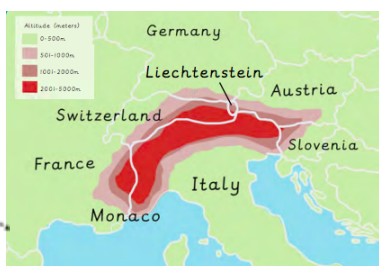 Altitude (meters)
0-500m
501-1000m
1001-2000m
2001-5000m
Germany
Liechtenstein
Austria
Switzerland
Slovenia
France
Italy
Monaco